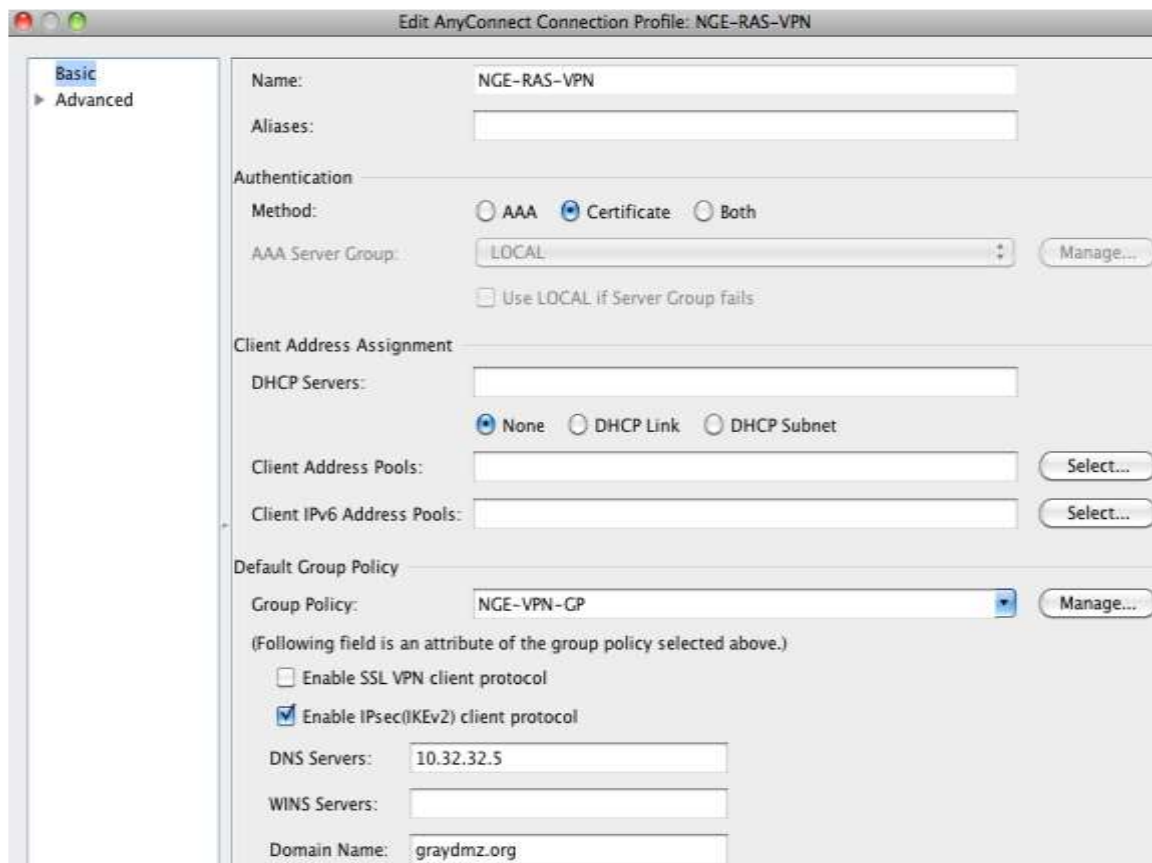 Edit AnyConnect Connection Profile: NGE-RAS-VPN
Basic
Advanced
Name: NGE-RAS-VPN
Aliases:
Authentication
Method: AAA Certificate Both
AAA Server Group: LOCAL Manage...
Use LOCAL if Server Group fails
Client Address Assignment
DHCP Servers:
None DHCP Link DHCP Subnet
Client Address Pools: Select...
Client IPv6 Address Pools: Select...
Default Group Policy
Group Policy: NGE-VPN-GP Manage...
(Following field is an attribute of the group policy selected above.)
Enable SSL VPN client protocol
Enable IPsec(IKEv2) client protocol
DNS Servers: 10.32.32.5
WINS Servers:
Domain Name: graydmz.org